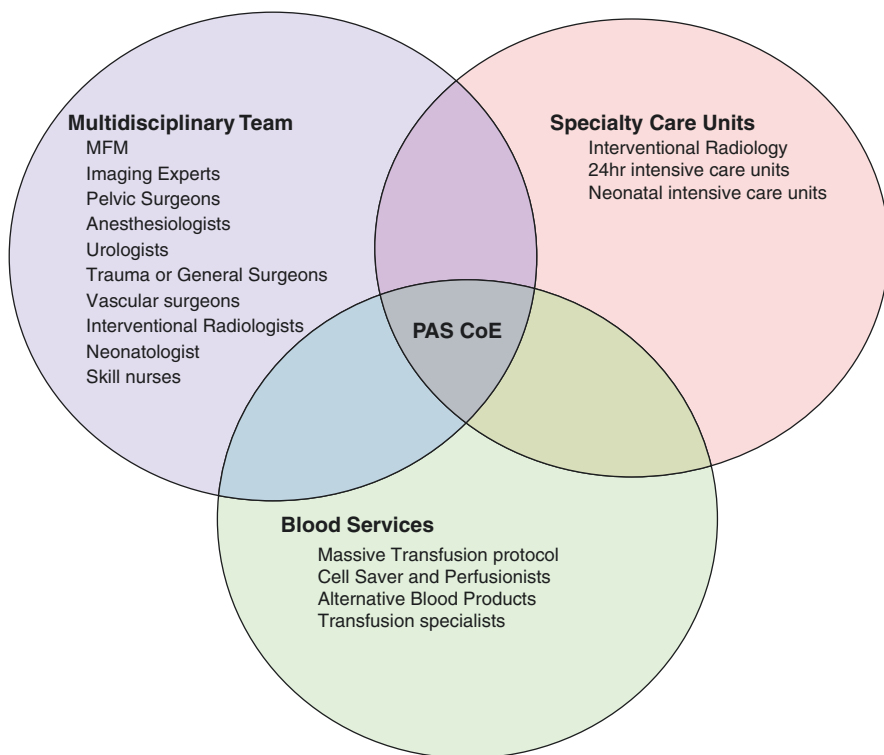 Multidisciplinary Team
MFM
Imaging Experts
Pelvic Surgeons
Anesthesiologists
Urologists
Trauma or General Surgeons
Vascular surgeons
Interventional Radiologists
Neonatologist
Skill nurses
Specialty Care Units
Interventional Radiology
24hr intensive care units
Neonatal intensive care units
PAS CoE
Blood Services
Massive Transfusion protocol
Cell Saver and Perfusionists
Alternative Blood Products
Transfusion specialists